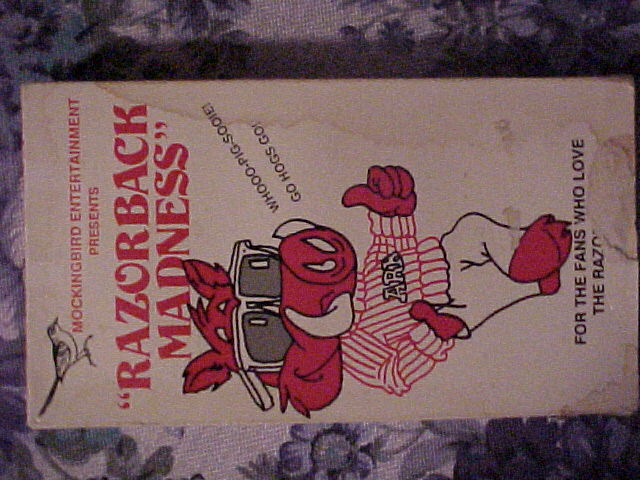 MOCKINGBIRD ENTERTAINMENT
PRESENTS
"RAZORBACK
MADNESS"
WHOOO-PIG-SOOIE!
GO HOGS GO!
ARK
FOR THE FANS WHO LOVE
THE